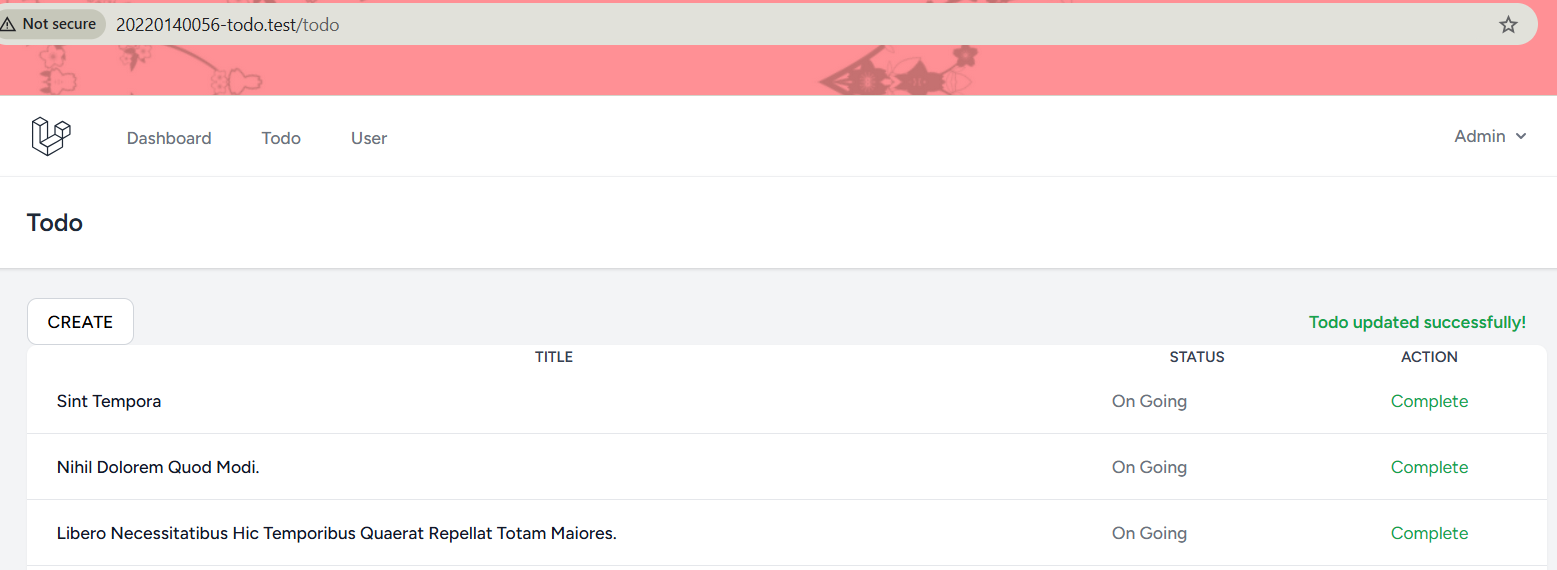 Not secure 20220140056-todo.test/todo
Dashboard Todo User Admin
Todo
CREATE Todo updated successfully!
TITLE STATUS ACTION
Sint Tempora On Going Complete
Nihil Dolorem Quod Modi. On Going Complete
Libero Necessitatibus Hic Temporibus Quaerat Repellat Totam Maiores. On Going Complete